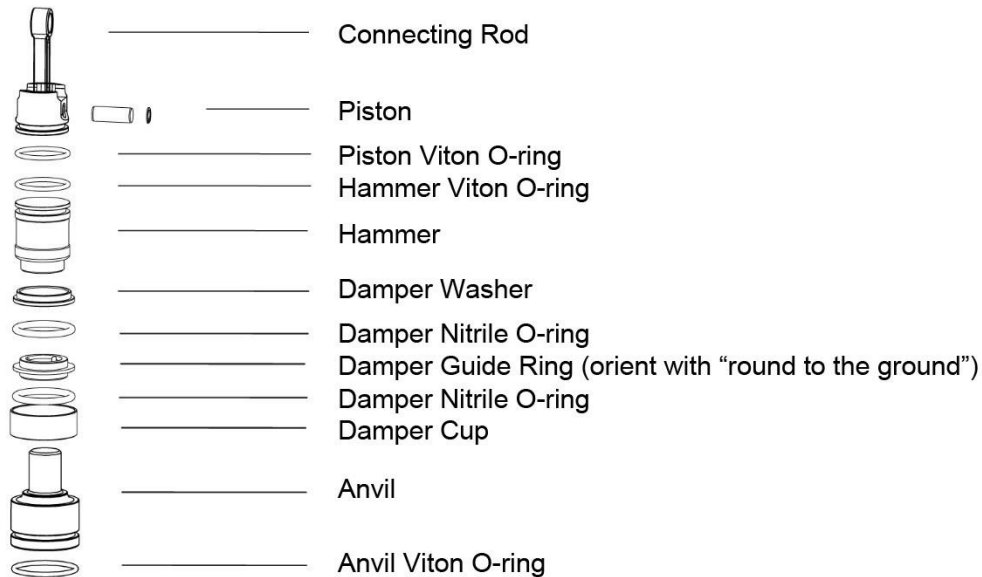 Connecting Rod
Piston
Piston Viton O-ring
Hammer Viton O-ring
Hammer
Damper Washer
Damper Nitrile O-ring
Damper Guide Ring (orient with “round to the ground”)
Damper Nitrile O-ring
Damper Cup
Anvil
Anvil Viton O-ring